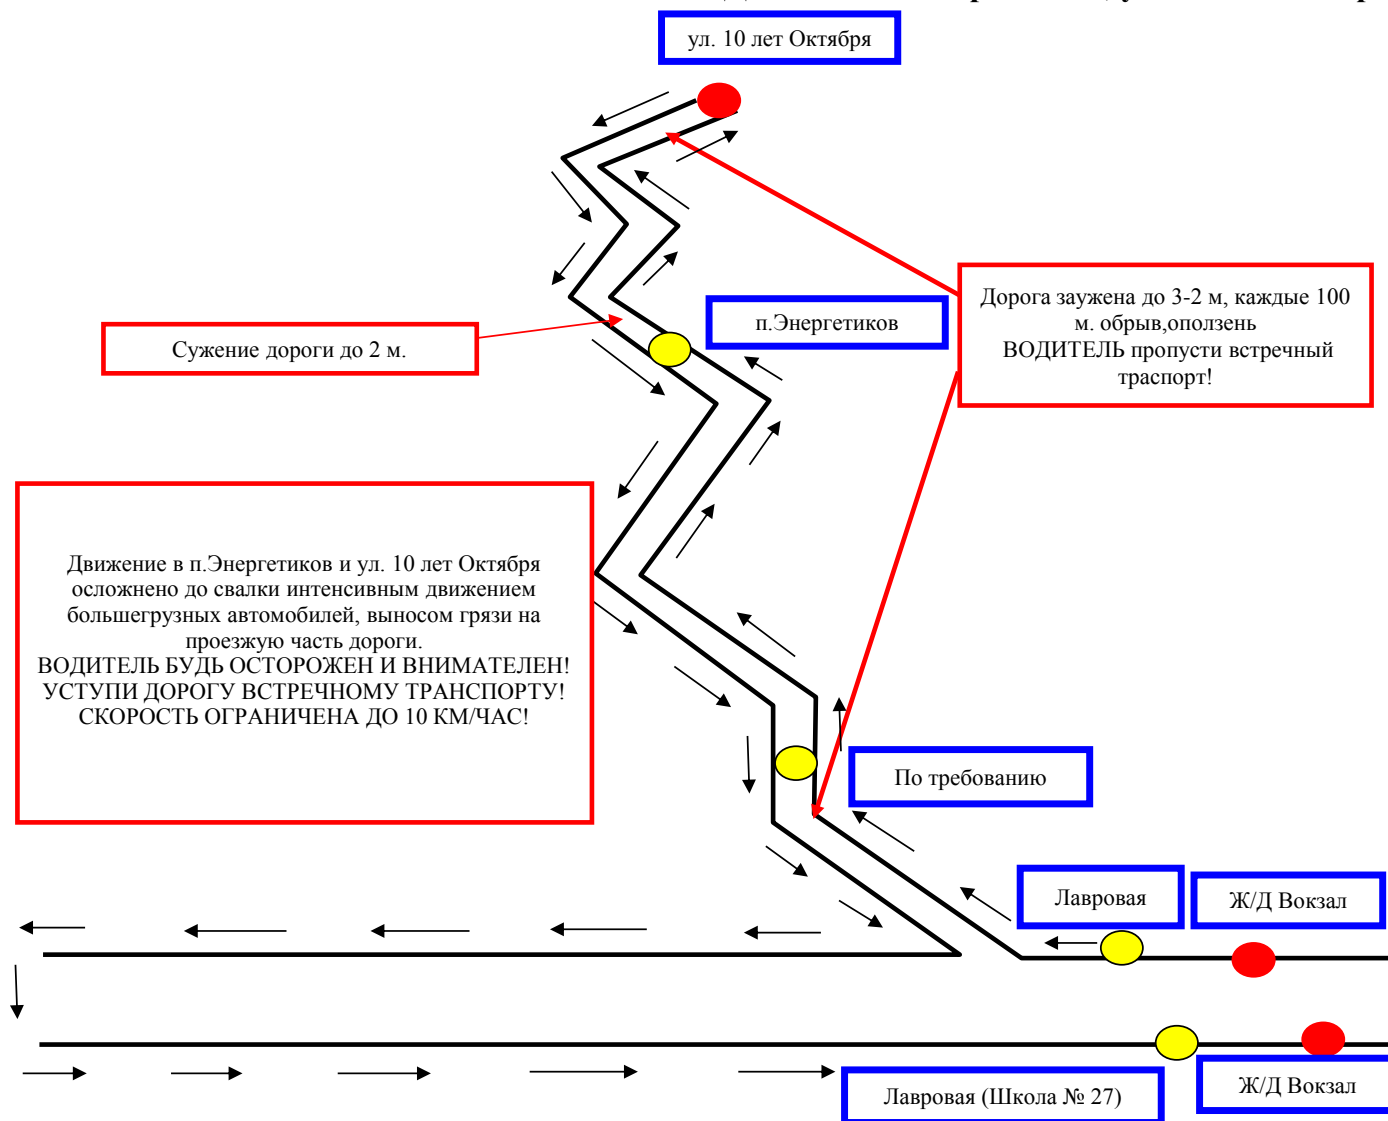 ул. 10 лет Октября
Дорога заужена до 3-2 м, каждые 100
м. обрыв,оползень
ВОДИТЕЛЬ пропусти встречный
траспорт!
п.Энергетиков
Сужение дороги до 2 м.
Движение в п.Энергетиков и ул. 10 лет Октября
осложнено до свалки интенсивным движением
большегрузных автомобилей, выносом грязи на
проезжую часть дороги.
ВОДИТЕЛЬ БУДЬ ОСТОРОЖЕН И ВНИМАТЕЛЕН!
УСТУПИ ДОРОГУ ВСТРЕЧНОМУ ТРАНСПОРТУ!
СКОРОСТЬ ОГРАНИЧЕНА ДО 10 КМ/ЧАС!
По требованию
Лавровая
Ж/Д Вокзал
Лавровая (Школа № 27)
Ж/Д Вокзал